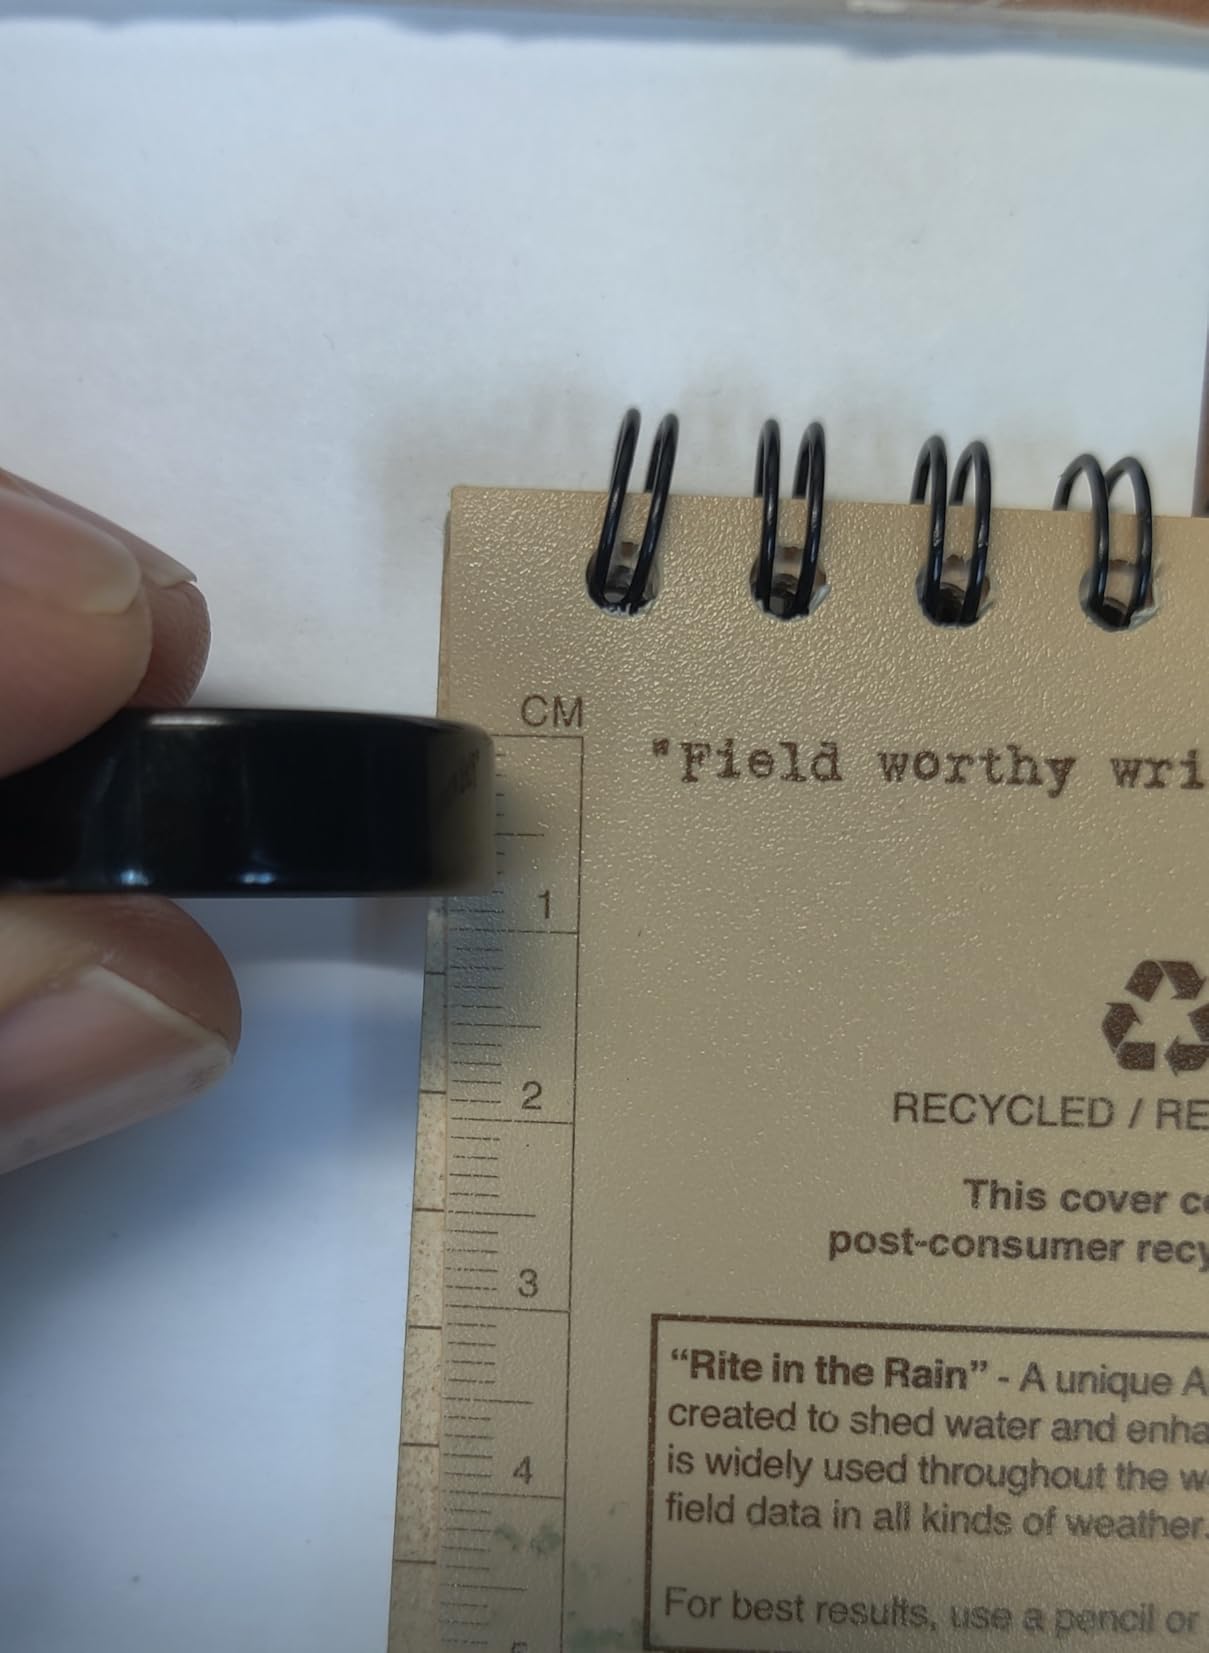 CM
"Field worthy wri
1
2
RECYCLED / RE
This cover co
post-consumer recy
3
"Rite in the Rain" - A unique A
created to shed water and enha
is widely used throughout the w
4
field data in all kinds of weather.
For best results, use a pencil or
5